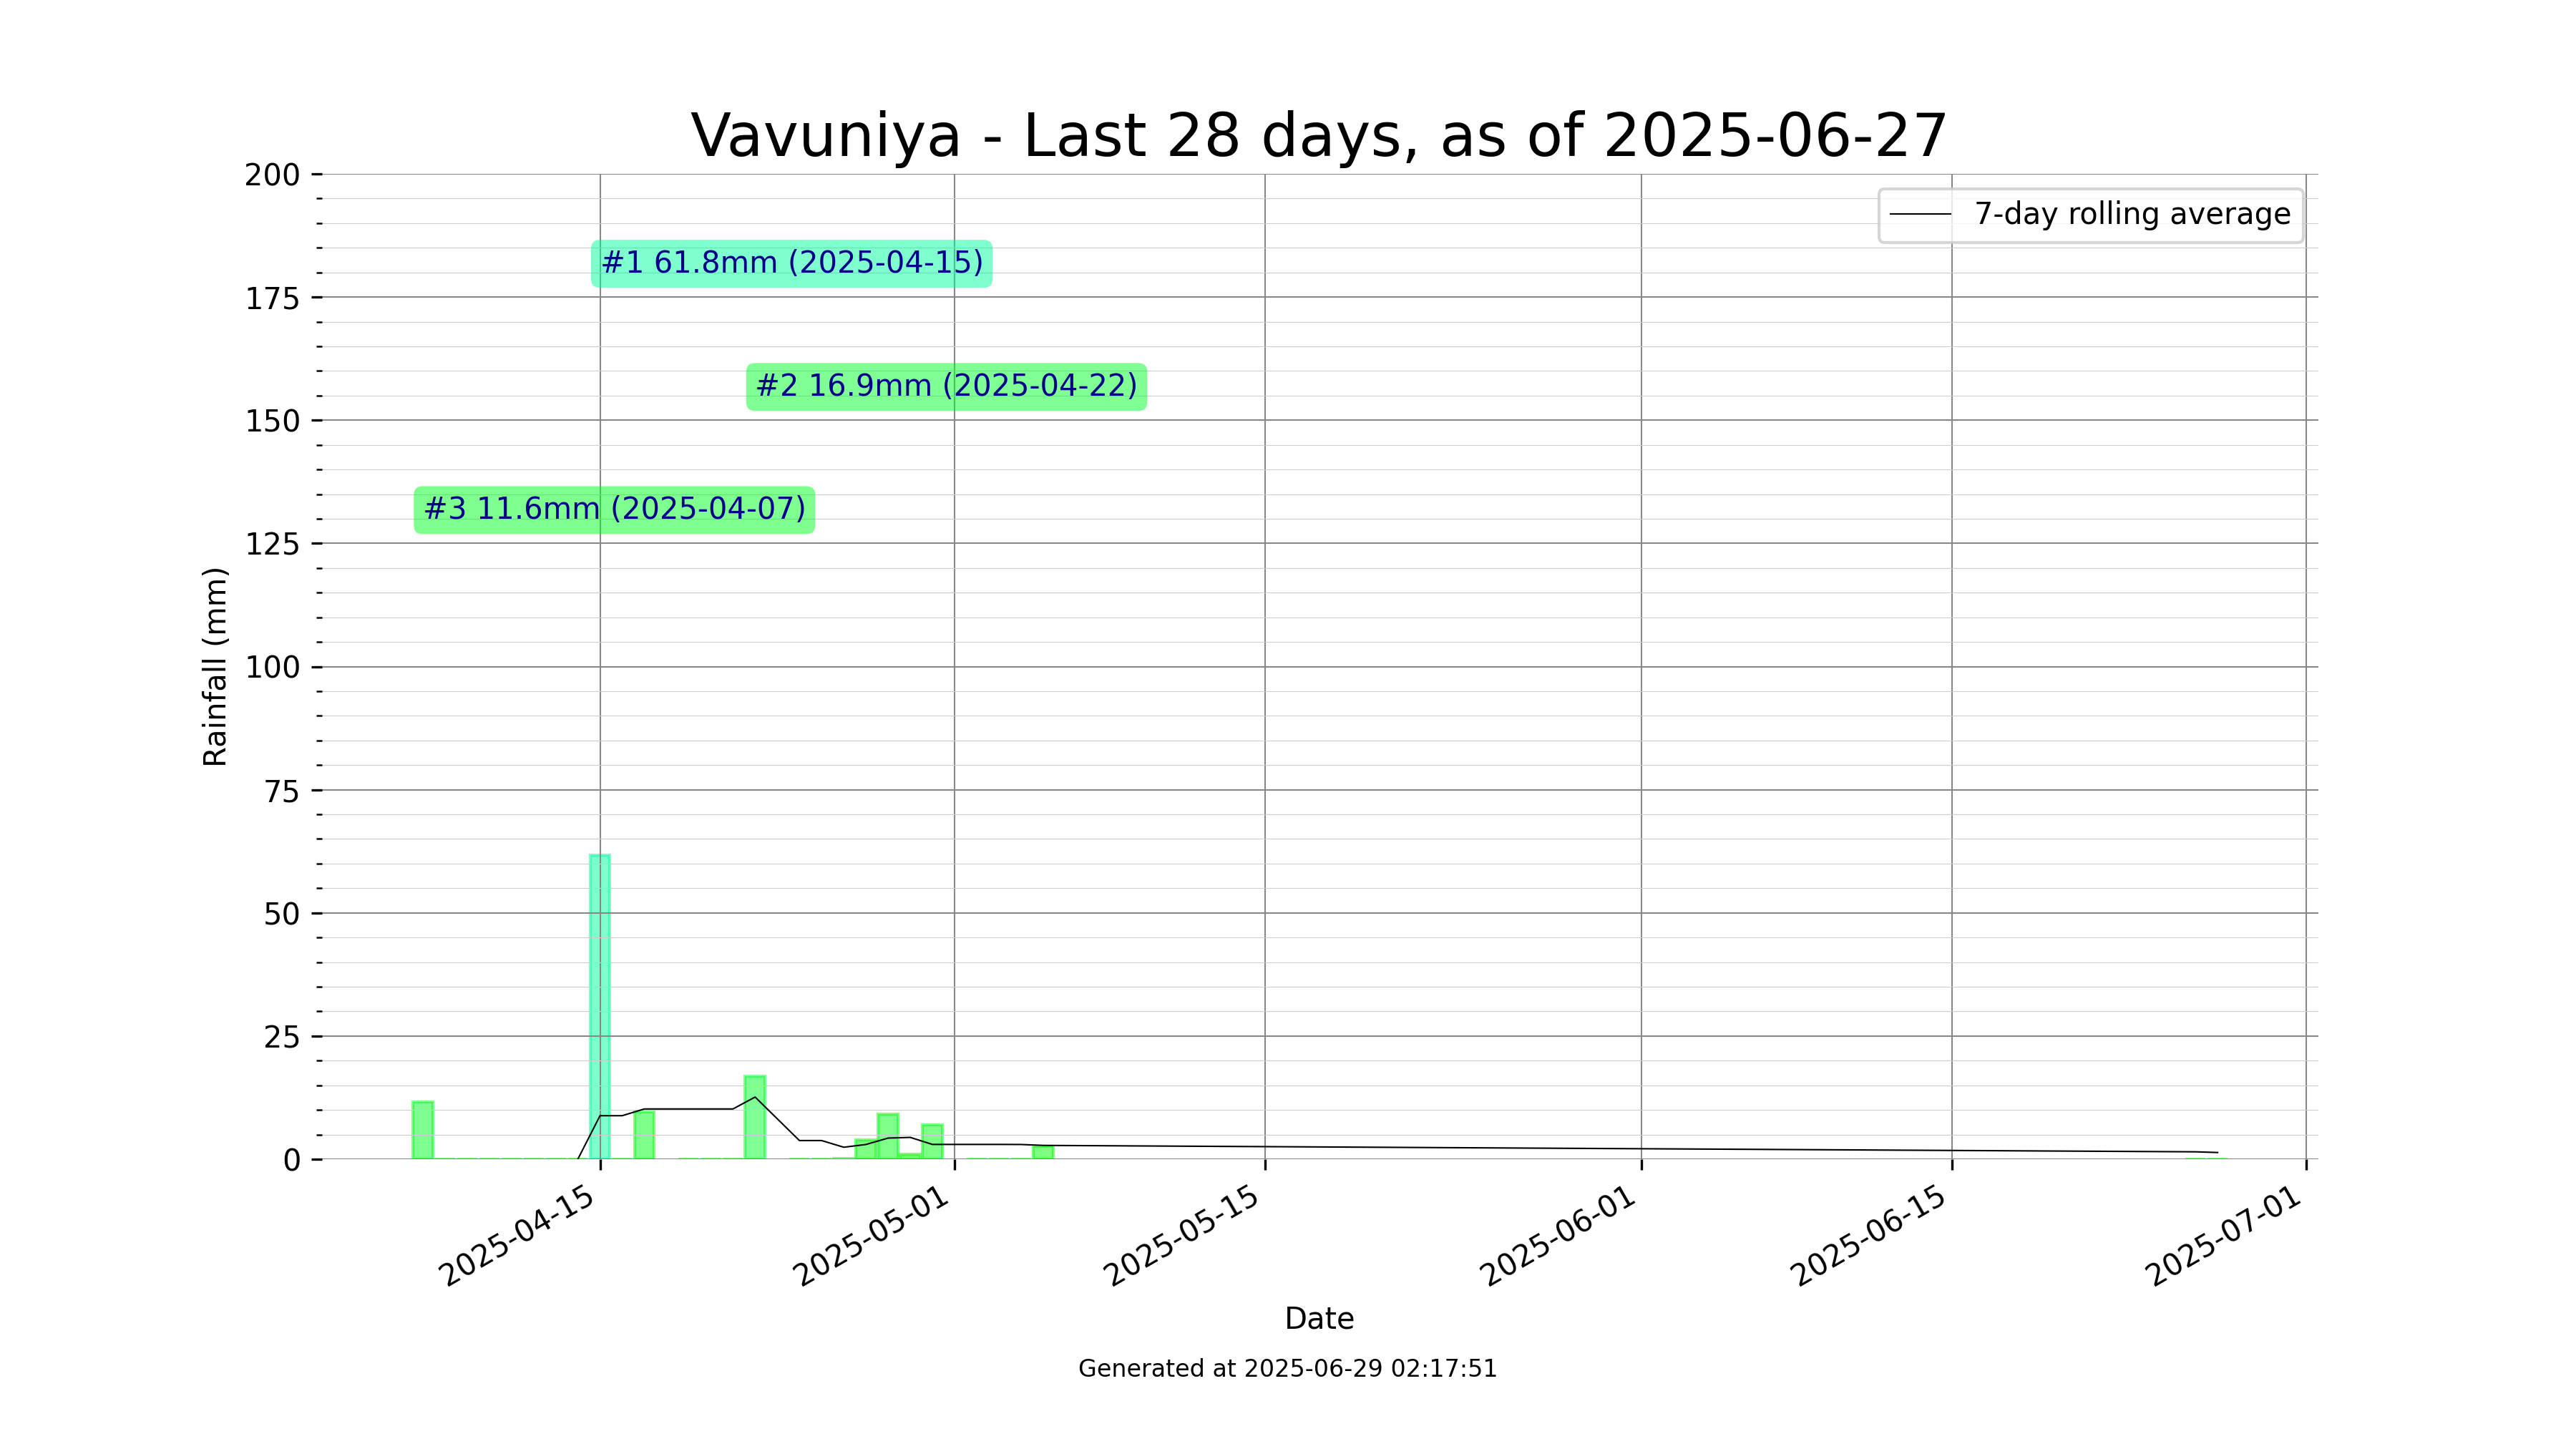 Vavuniya - Last 28 days, as of 2025-06-27
200
175
150
125
100
75
50
25
0
Rainfall (mm)
7-day rolling average
#1 61.8mm (2025-04-15)
#2 16.9mm (2025-04-22)
#3 11.6mm (2025-04-07)
2025-04-15
2025-05-01
2025-05-15
2025-06-01
2025-06-15
2025-07-01
Date
Generated at 2025-06-29 02:17:51